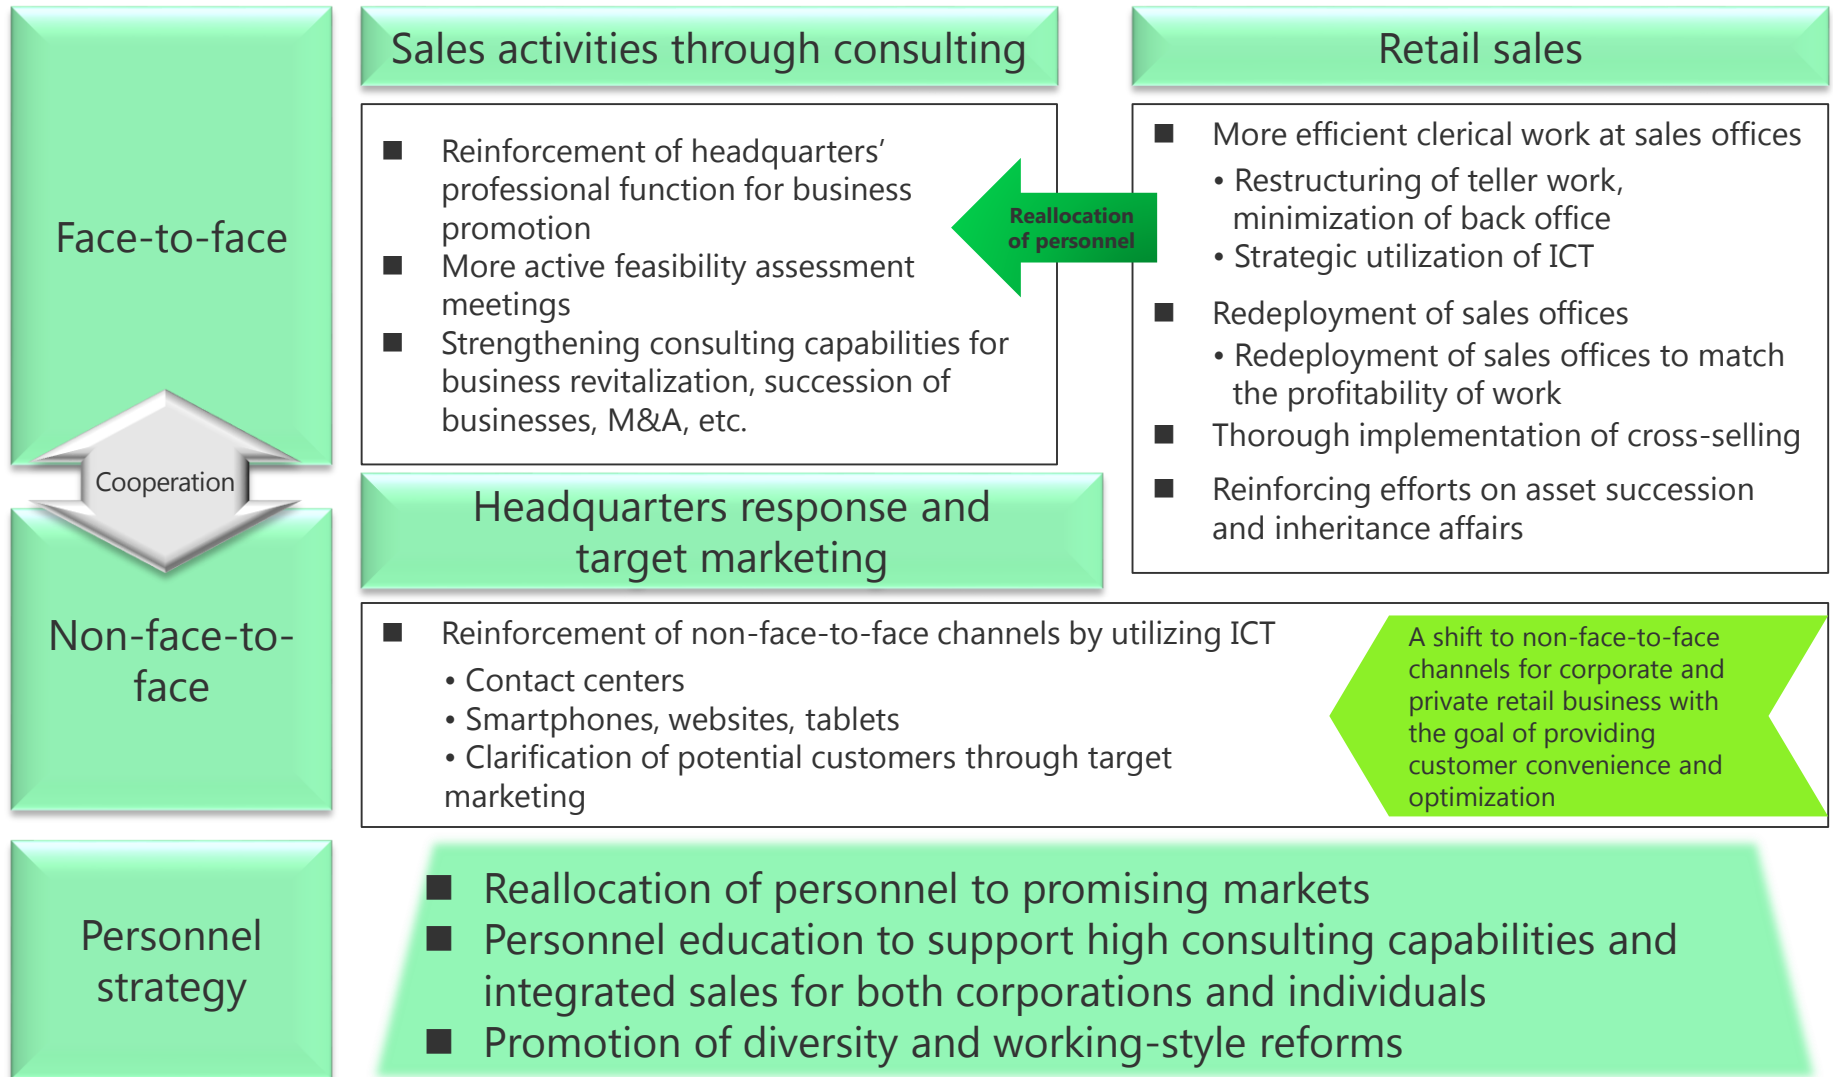 Face-to-face
Cooperation
Non-face-to-
face
Personnel
strategy
Sales activities through consulting
■ Reinforcement of headquarters’
professional function for business
promotion
■ More active feasibility assessment
meetings
■ Strengthening consulting capabilities for
business revitalization, succession of
businesses, M&A, etc.
Reallocation
of personnel
Retail sales
■ More efficient clerical work at sales offices
• Restructuring of teller work,
minimization of back office
• Strategic utilization of ICT
■ Redeployment of sales offices
• Redeployment of sales offices to match
the profitability of work
■ Thorough implementation of cross-selling
■ Reinforcing efforts on asset succession
and inheritance affairs
Headquarters response and
target marketing
■ Reinforcement of non-face-to-face channels by utilizing ICT
• Contact centers
• Smartphones, websites, tablets
• Clarification of potential customers through target
marketing
A shift to non-face-to-face
channels for corporate and
private retail business with
the goal of providing
customer convenience and
optimization
■ Reallocation of personnel to promising markets
■ Personnel education to support high consulting capabilities and
integrated sales for both corporations and individuals
■ Promotion of diversity and working-style reforms